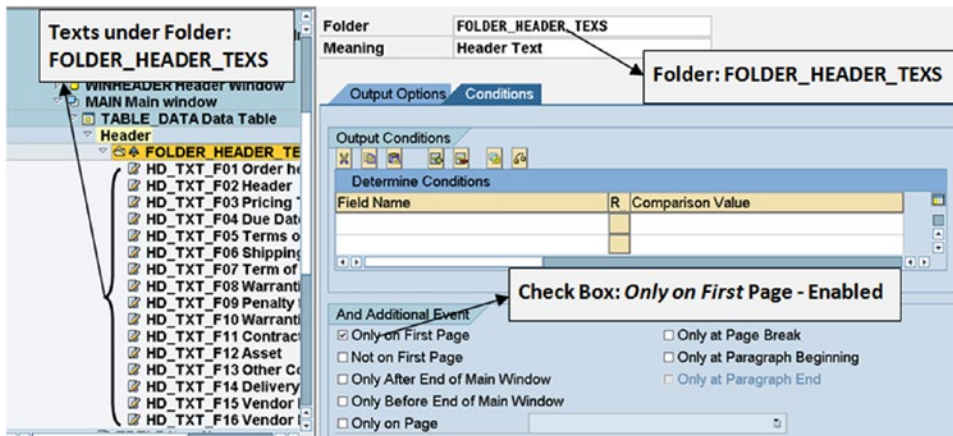 Texts under Folder:
FOLDER_HEADER_TEXS
WINHEADER Header Window
MAIN Main window
TABLE_DATA Data Table
Header
FOLDER_HEADER_TE
HD_TXT_F01 Order he
HD_TXT_F02 Header
HD_TXT_F03 Pricing T
HD_TXT_F04 Due Dat
HD_TXT_F05 Terms o
HD_TXT_F06 Shipping
HD_TXT_F07 Term of
HD_TXT_F08 Warranti
HD_TXT_F09 Penalty
HD_TXT_F10 Warranti
HD_TXT_F11 Contract
HD_TXT_F12 Asset
HD_TXT_F13 Other Co
HD_TXT_F14 Delivery
HD_TXT_F15 Vendor
HD_TXT_F16 Vendor
Folder FOLDER_HEADER_TEXS
Meaning Header Text
Folder: FOLDER_HEADER_TEXS
Output Options Conditions
Output Conditions
Determine Conditions
Field Name R Comparison Value
Check Box: Only on First Page - Enabled
And Additional Event
Only on First Page Only at Page Break
Not on First Page Only at Paragraph Beginning
Only After End of Main Window Only at Paragraph End
Only Before End of Main Window
Only on Page